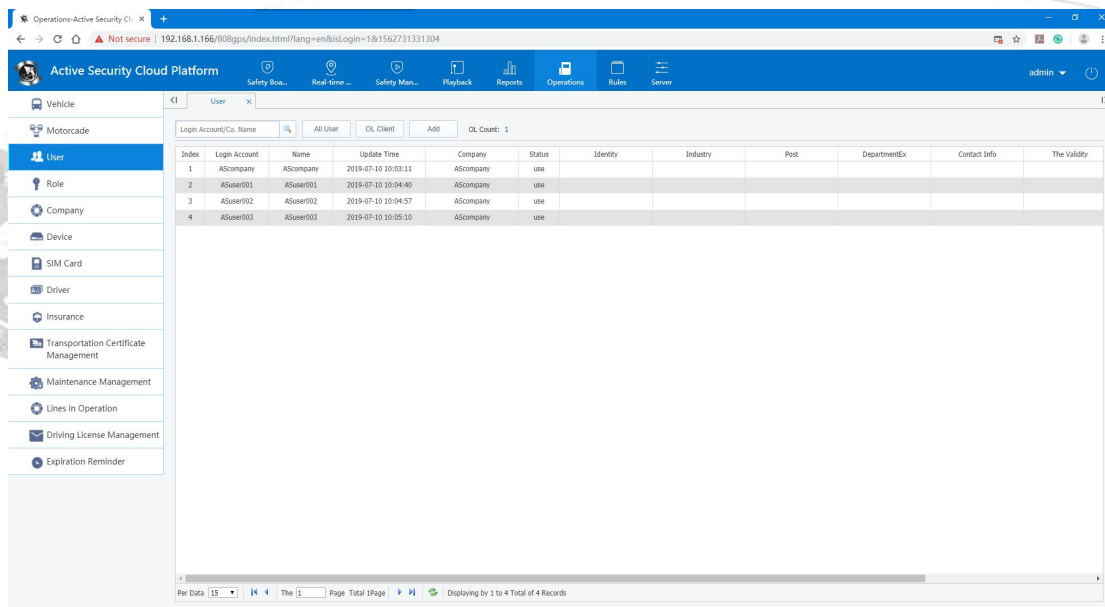 Operations-Active Security Clo
Not secure | 192.168.1.166/808gps/index.html?lang=en&isLogin=1&t562731331304
Active Security Cloud Platform
Safety Boa... Real-time ... Safety Man... Playback Reports Operations Rules Server
admin
Vehicle
Motorcade
User
Role
Company
Device
SIM Card
Driver
Insurance
Transportation Certificate
Management
Maintenance Management
Lines in Operation
Driving License Management
Expiration Reminder
User
Login Account/Co. Name All User OL Client Add OL Count: 1
Index Login Account Name Update Time Company Status Identity Industry Post DepartmentEx Contact Info The Validity
1 AScompany AScompany 2019-07-10 10:03:11 AScompany use
2 ASuser001 ASuser001 2019-07-10 10:04:40 AScompany use
3 ASuser002 ASuser002 2019-07-10 10:04:57 AScompany use
4 ASuser003 ASuser003 2019-07-10 10:05:10 AScompany use
Per Data 15 The 1 Page Total 1Page Displaying by 1 to 4 Total of 4 Records